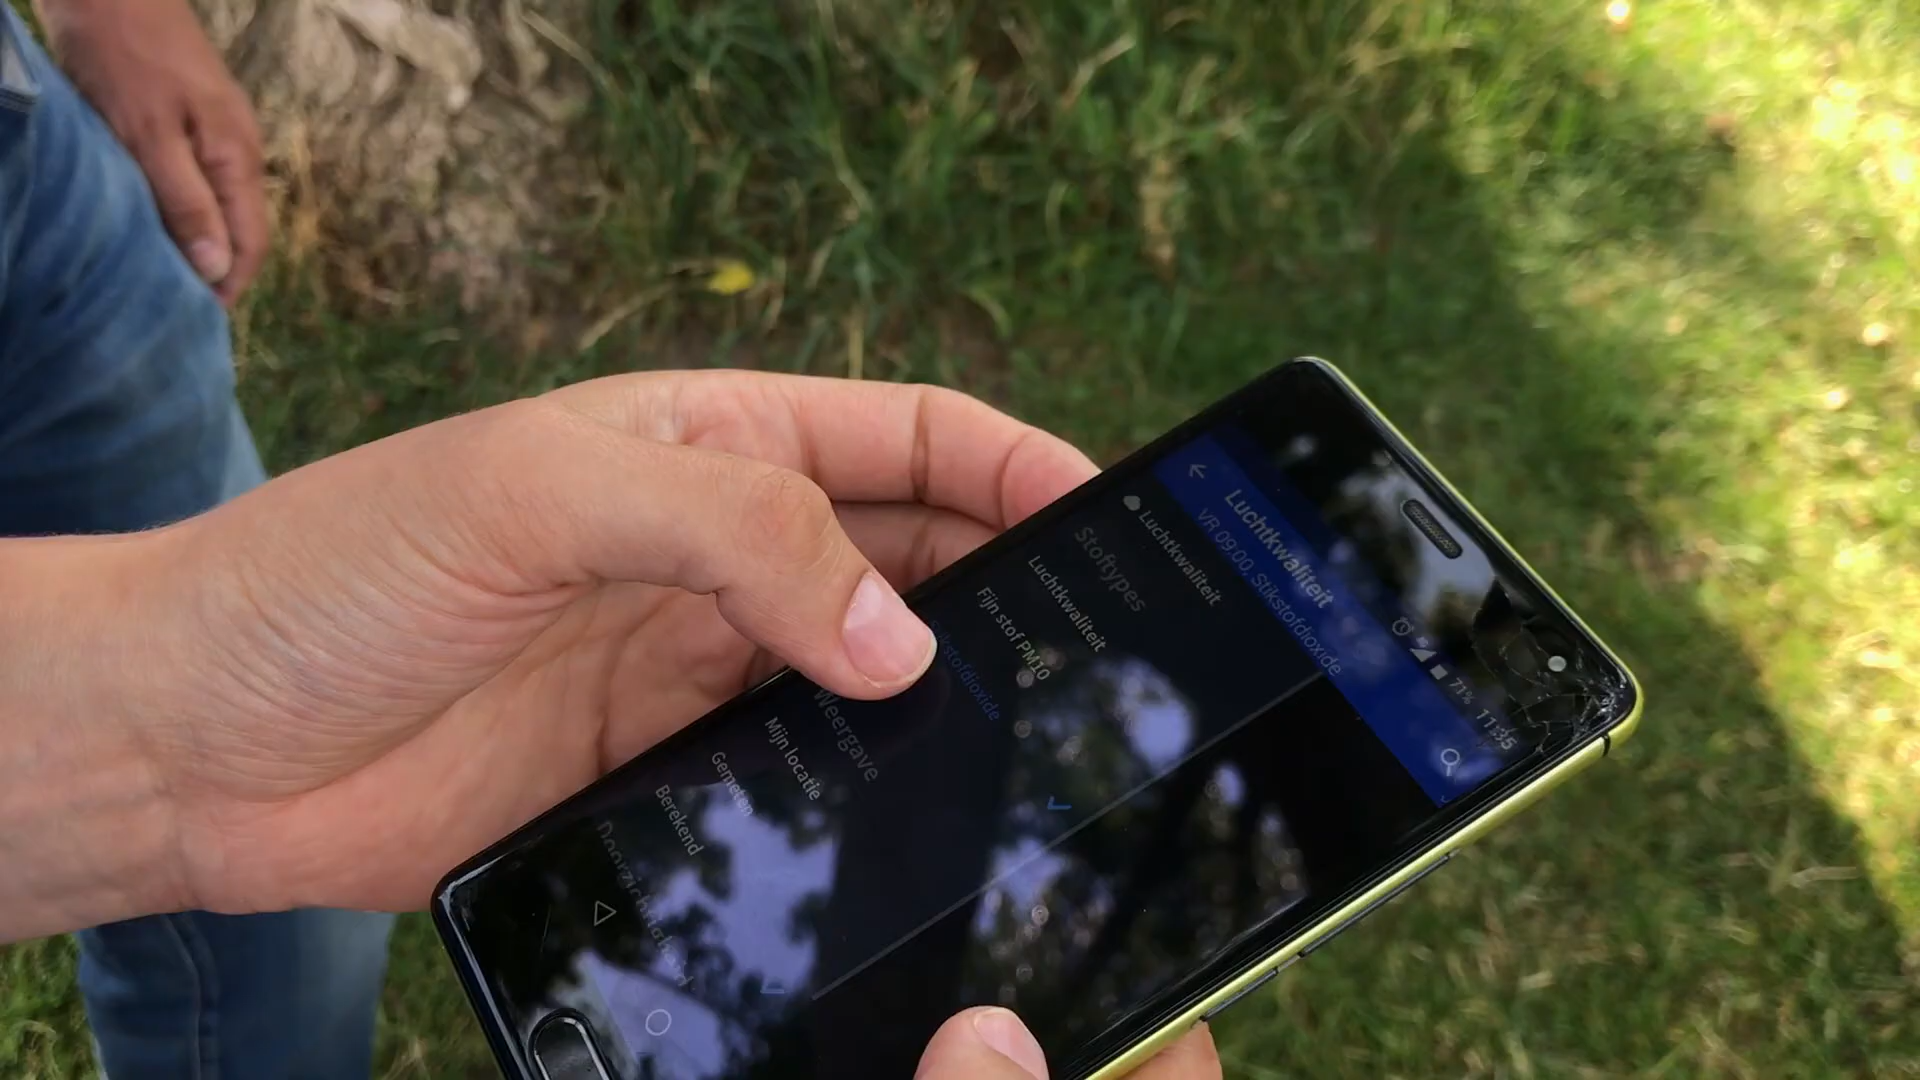 71% 11:35
Luchtkwaliteit
VR 09:00, Stikstofdioxide
Luchtkwaliteit
Stoftypes
Luchtkwaliteit
Fijn stof PM10
Stikstofdioxide
Weergave
Mijn locatie
Gemeten
Berekend